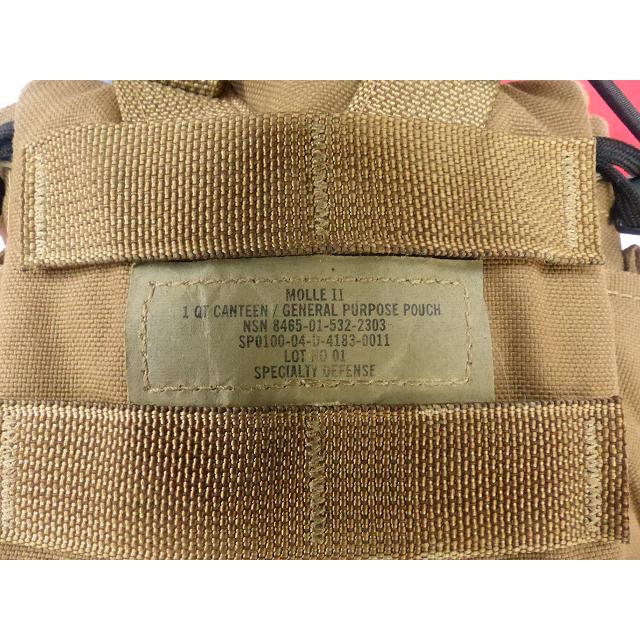 MOLLE II
1 QT CANTEEN / GENERAL PURPOSE POUCH
NSN 8465-01-532-2303
SP0100-04-D-4183-0011
LOT NO 01
SPECIALTY DEFENSE